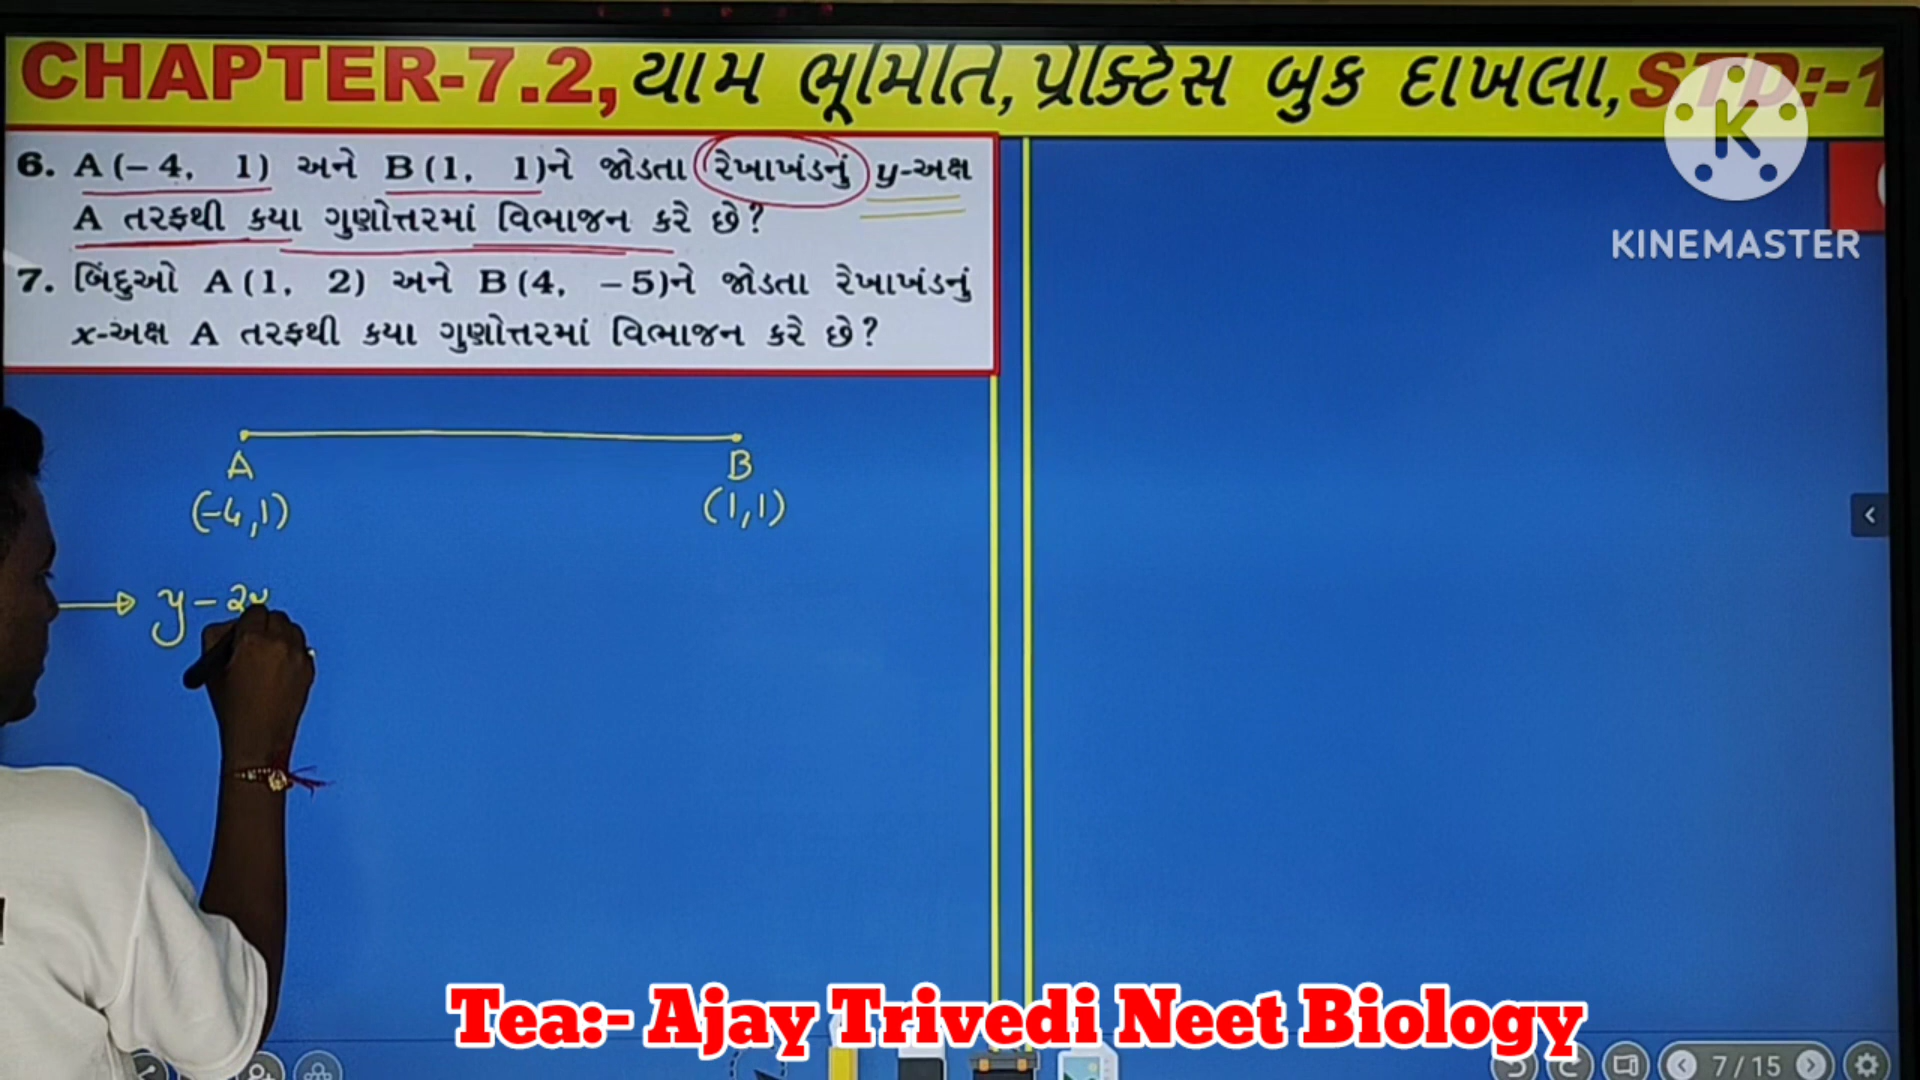 CHAPTER-7.2, યામ ભૂમિતિ, પ્રેક્ટિસ બુક દાખલા, STD:-1
KINEMASTER
6. A(– 4, 1) અને B(1, 1)ને જોડતા રેખાખંડનું y-અક્ષ
A તરફથી કયા ગુણોત્તરમાં વિભાજન કરે છે?
7. બિંદુઓ A(1, 2) અને B(4, – 5)ને જોડતા રેખાખંડનું
x-અક્ષ A તરફથી કયા ગુણોત્તરમાં વિભાજન કરે છે?
A B
(-4,1) (1,1)
y –
Tea:- Ajay Trivedi Neet Biology
7/15